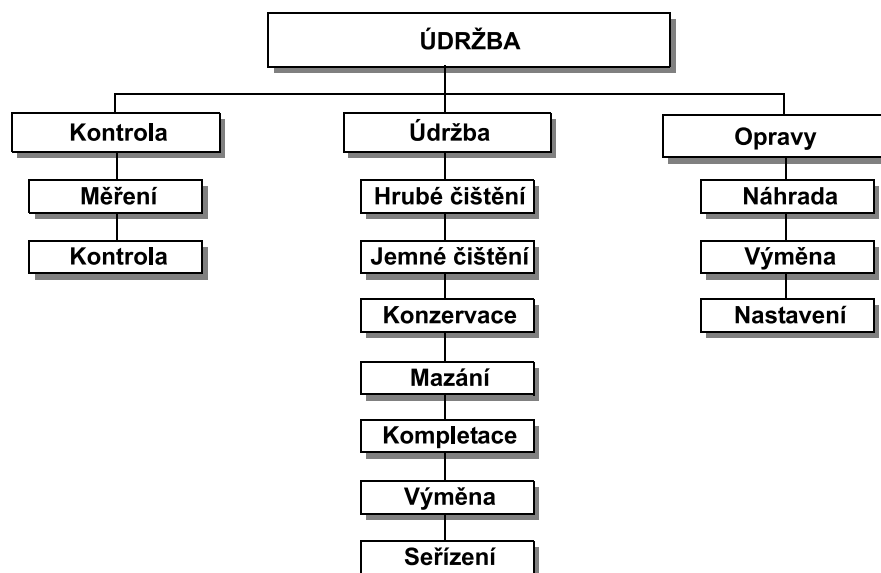 ÚDRŽBA
Kontrola
Měření
Kontrola
Údržba
Hrubé čištění
Jemné čištění
Konzervace
Mazání
Kompletace
Výměna
Seřízení
Opravy
Náhrada
Výměna
Nastavení